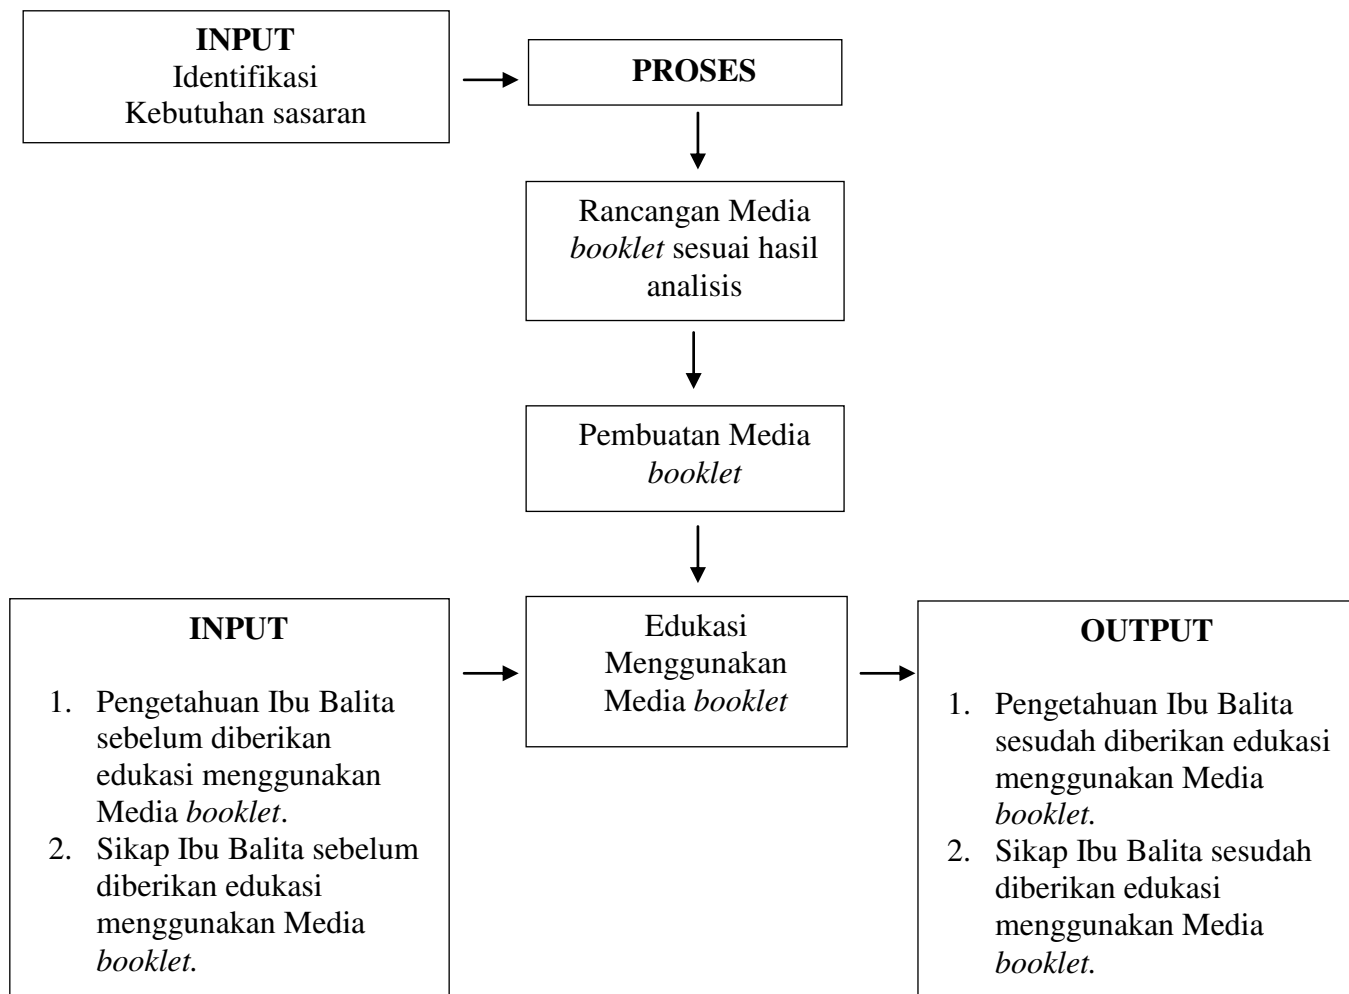 INPUT
Identifikasi
Kebutuhan sasaran
PROSES
Rancangan Media
booklet sesuai hasil
analisis
Pembuatan Media
booklet
INPUT
1. Pengetahuan Ibu Balita
sebelum diberikan
edukasi menggunakan
Media booklet.
2. Sikap Ibu Balita sebelum
diberikan edukasi
menggunakan Media
booklet.
Edukasi
Menggunakan
Media booklet
OUTPUT
1. Pengetahuan Ibu Balita
sesudah diberikan edukasi
menggunakan Media
booklet.
2. Sikap Ibu Balita sesudah
diberikan edukasi
menggunakan Media
booklet.